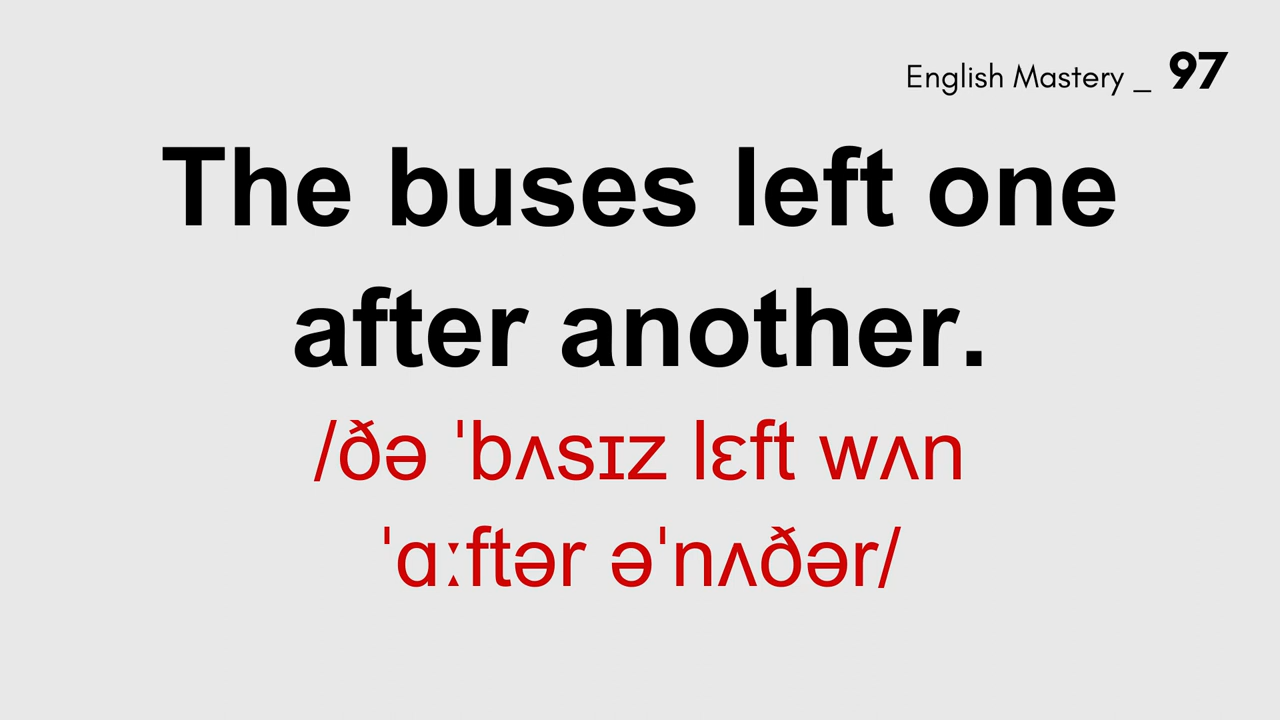 English Mastery _ 97
The buses left one
after another.
/ðə ˈbʌsɪz lɛft wʌn
ˈɑːftər əˈnʌðər/